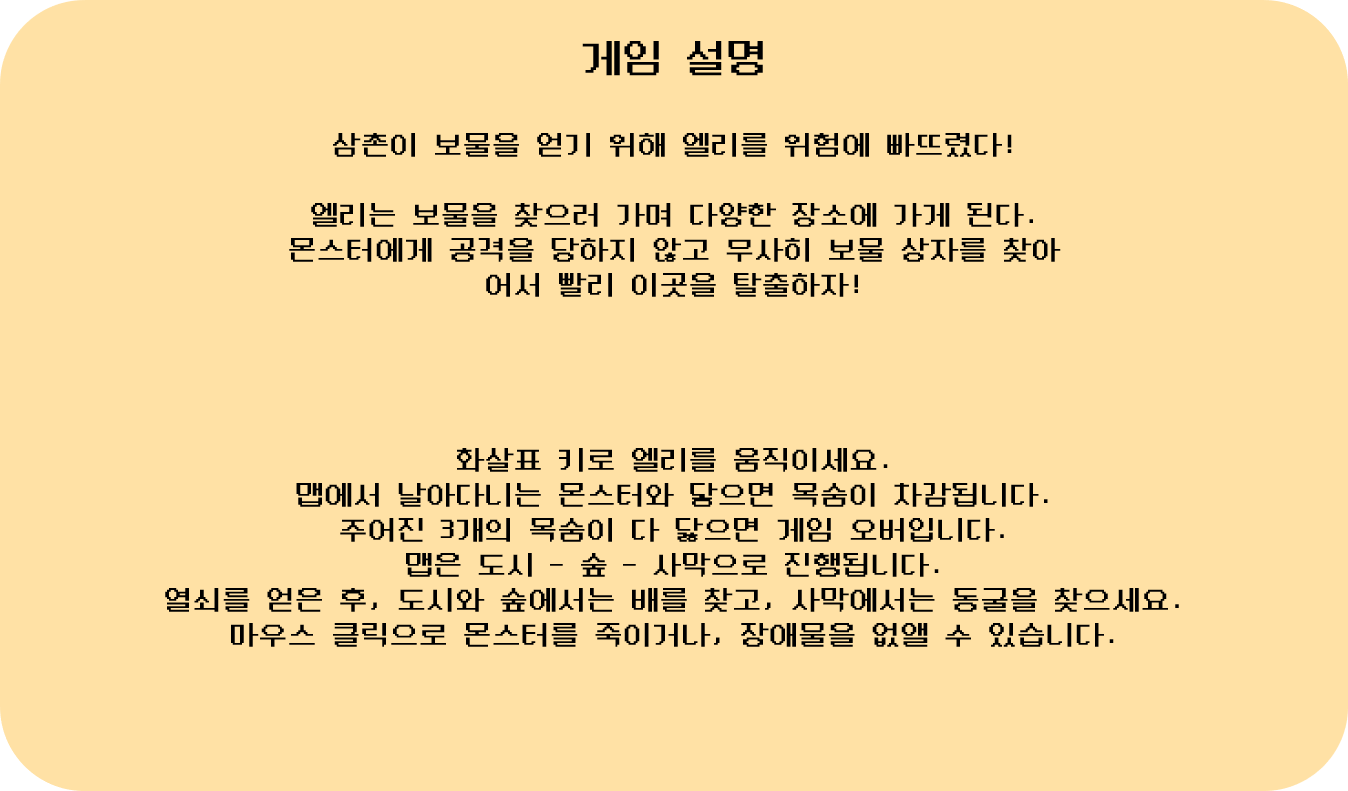 게임 설명
삼촌이 보물을 얻기 위해 엘리를 위험에 빠뜨렸다!
엘리는 보물을 찾으러 가며 다양한 장소에 가게 된다.
몬스터에게 공격을 당하지 않고 무사히 보물 상자를 찾아
어서 빨리 이곳을 탈출하자!
화살표 키로 엘리를 움직이세요.
맵에서 날아다니는 몬스터와 닿으면 목숨이 차감됩니다.
주어진 3개의 목숨이 다 닳으면 게임 오버입니다.
맵은 도시 - 숲 - 사막으로 진행됩니다.
열쇠를 얻은 후, 도시와 숲에서는 배를 찾고, 사막에서는 동굴을 찾으세요.
마우스 클릭으로 몬스터를 죽이거나, 장애물을 없앨 수 있습니다.